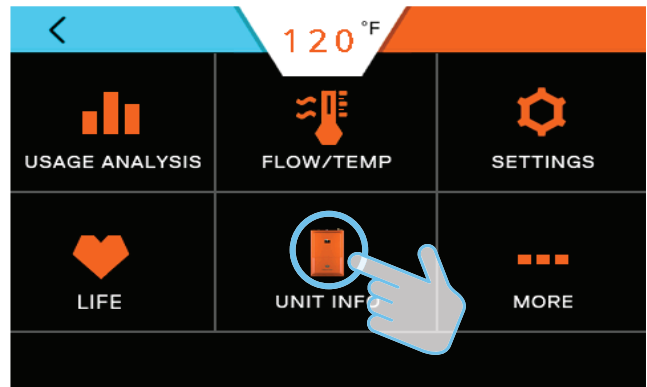 120°F
USAGE ANALYSIS
FLOW/TEMP
SETTINGS
LIFE
UNIT INFO
MORE